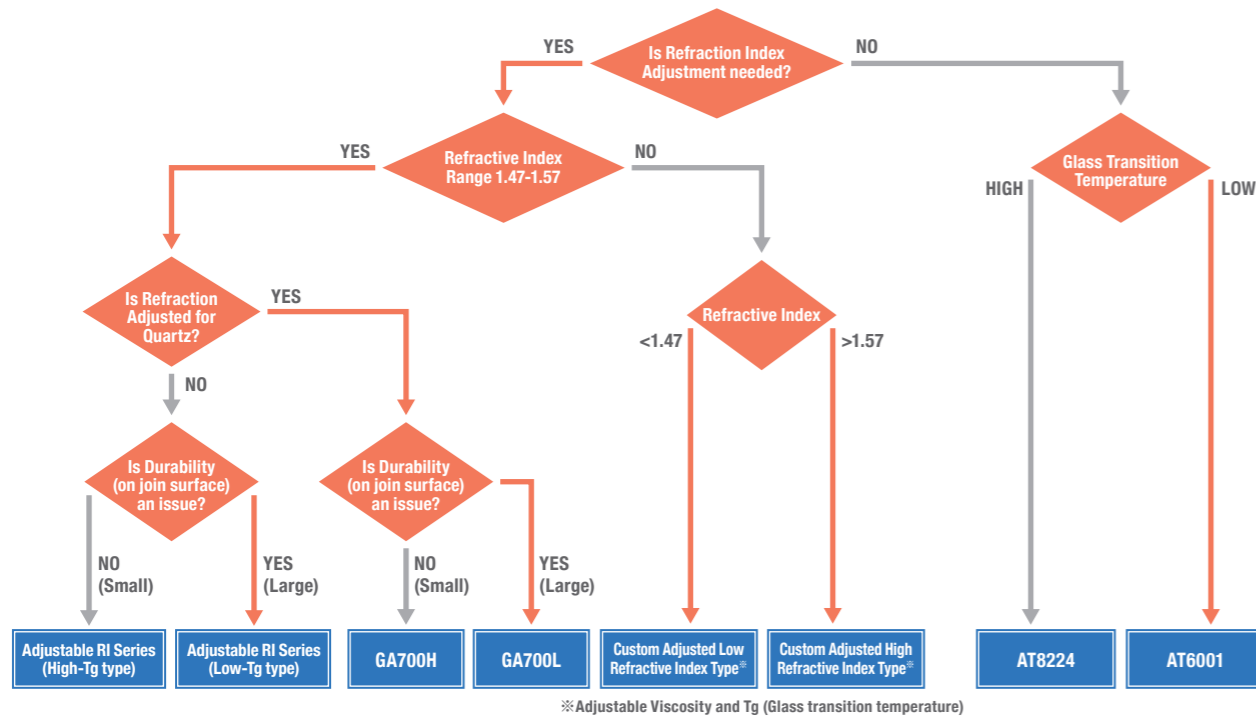 Is Refraction Index
Adjustment needed?
YES
NO
Refractive Index
Range 1.47-1.57
YES
NO
Glass Transition
Temperature
HIGH
LOW
Is Refraction
Adjusted for
Quartz?
YES
NO
Refractive Index
<1.47
>1.57
Is Durability
(on join surface)
an issue?
Is Durability
(on join surface)
an issue?
NO
(Small)
YES
(Large)
NO
(Small)
YES
(Large)
Adjustable RI Series
(High-Tg type)
Adjustable RI Series
(Low-Tg type)
GA700H
GA700L
Custom Adjusted Low
Refractive Index Type※
Custom Adjusted High
Refractive Index Type※
AT8224
AT6001
※Adjustable Viscosity and Tg (Glass transition temperature)